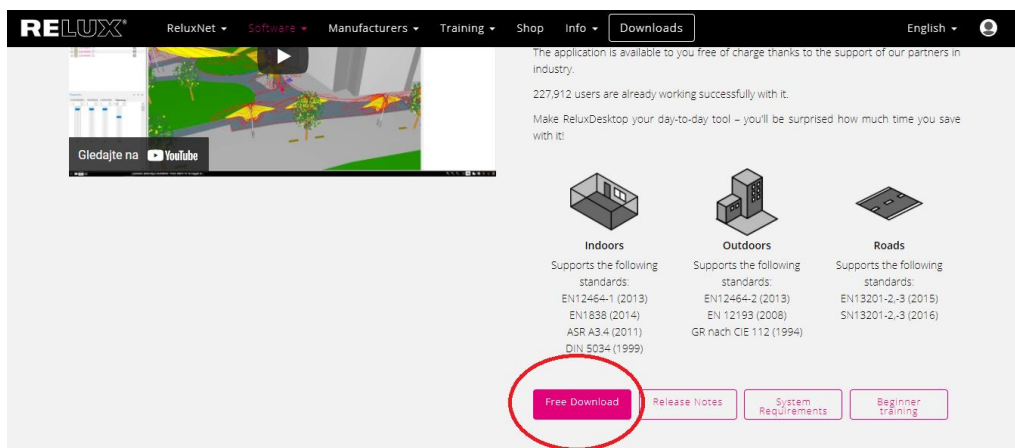 RELUX®
ReluxNet
Software
Manufacturers
Training
Shop
Info
Downloads
English
The application is available to you free of charge thanks to the support of our partners in
industry.
227,912 users are already working successfully with it.
Make ReluxDesktop your day-to-day tool – you'll be surprised how much time you save
with it!
Gledajte na YouTube
Indoors
Supports the following
standards:
EN12464-1 (2013)
EN1838 (2014)
ASR A3.4 (2011)
DIN 5034 (1999)
Outdoors
Supports the following
standards:
EN12464-2 (2013)
EN 12193 (2008)
GR nach CIE 112 (1994)
Roads
Supports the following
standards:
EN13201-2,-3 (2015)
SN13201-2,-3 (2016)
Free Download
Release Notes
System
Requirements
Beginner
training